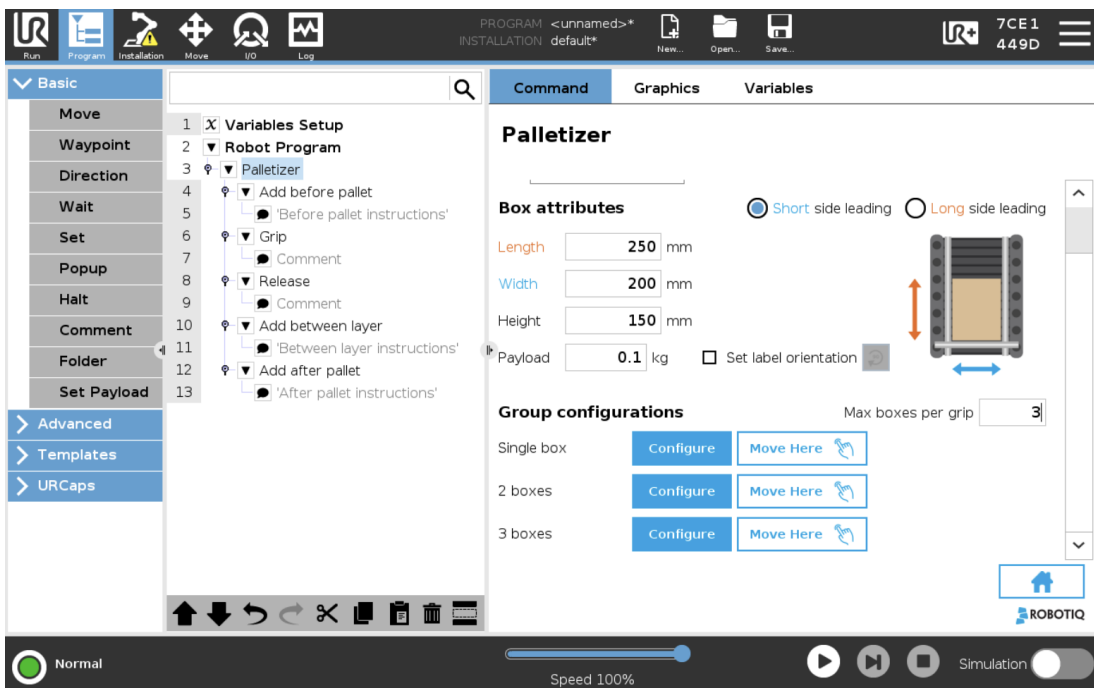 PROGRAM <unnamed>*
INSTALLATION default*
Run
Program
Installation
Move
I/O
Log
New...
Open...
Save...
UR+
7CE1
449D
Basic
Move
Waypoint
Direction
Wait
Set
Popup
Halt
Comment
Folder
Set Payload
Advanced
Templates
URCaps
1 X Variables Setup
2 Robot Program
3 Palletizer
4 Add before pallet
5 'Before pallet instructions'
6 Grip
7 Comment
8 Release
9 Comment
10 Add between layer
11 'Between layer instructions'
12 Add after pallet
13 'After pallet instructions'
Command Graphics Variables
Palletizer
Box attributes Short side leading Long side leading
Length 250 mm
Width 200 mm
Height 150 mm
Payload 0.1 kg Set label orientation
Group configurations Max boxes per grip 3
Single box Configure Move Here
2 boxes Configure Move Here
3 boxes Configure Move Here
ROBOTIQ
Normal
Speed 100%
Simulation